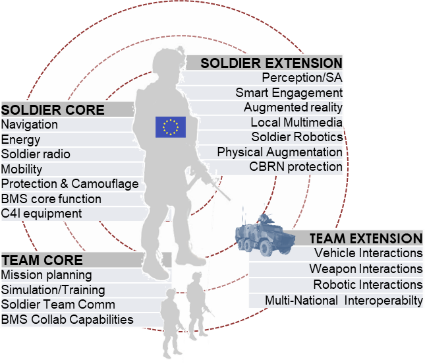 SOLDIER EXTENSION
Perception/SA
Smart Engagement
Augmented reality
Local Multimedia
Soldier Robotics
Physical Augmentation
CBRN protection
SOLDIER CORE
Navigation
Energy
Soldier radio
Mobility
Protection & Camouflage
BMS core function
C4I equipment
TEAM EXTENSION
Vehicle Interactions
Weapon Interactions
Robotic Interactions
Multi-National Interoperabilty
TEAM CORE
Mission planning
Simulation/Training
Soldier Team Comm
BMS Collab Capabilities